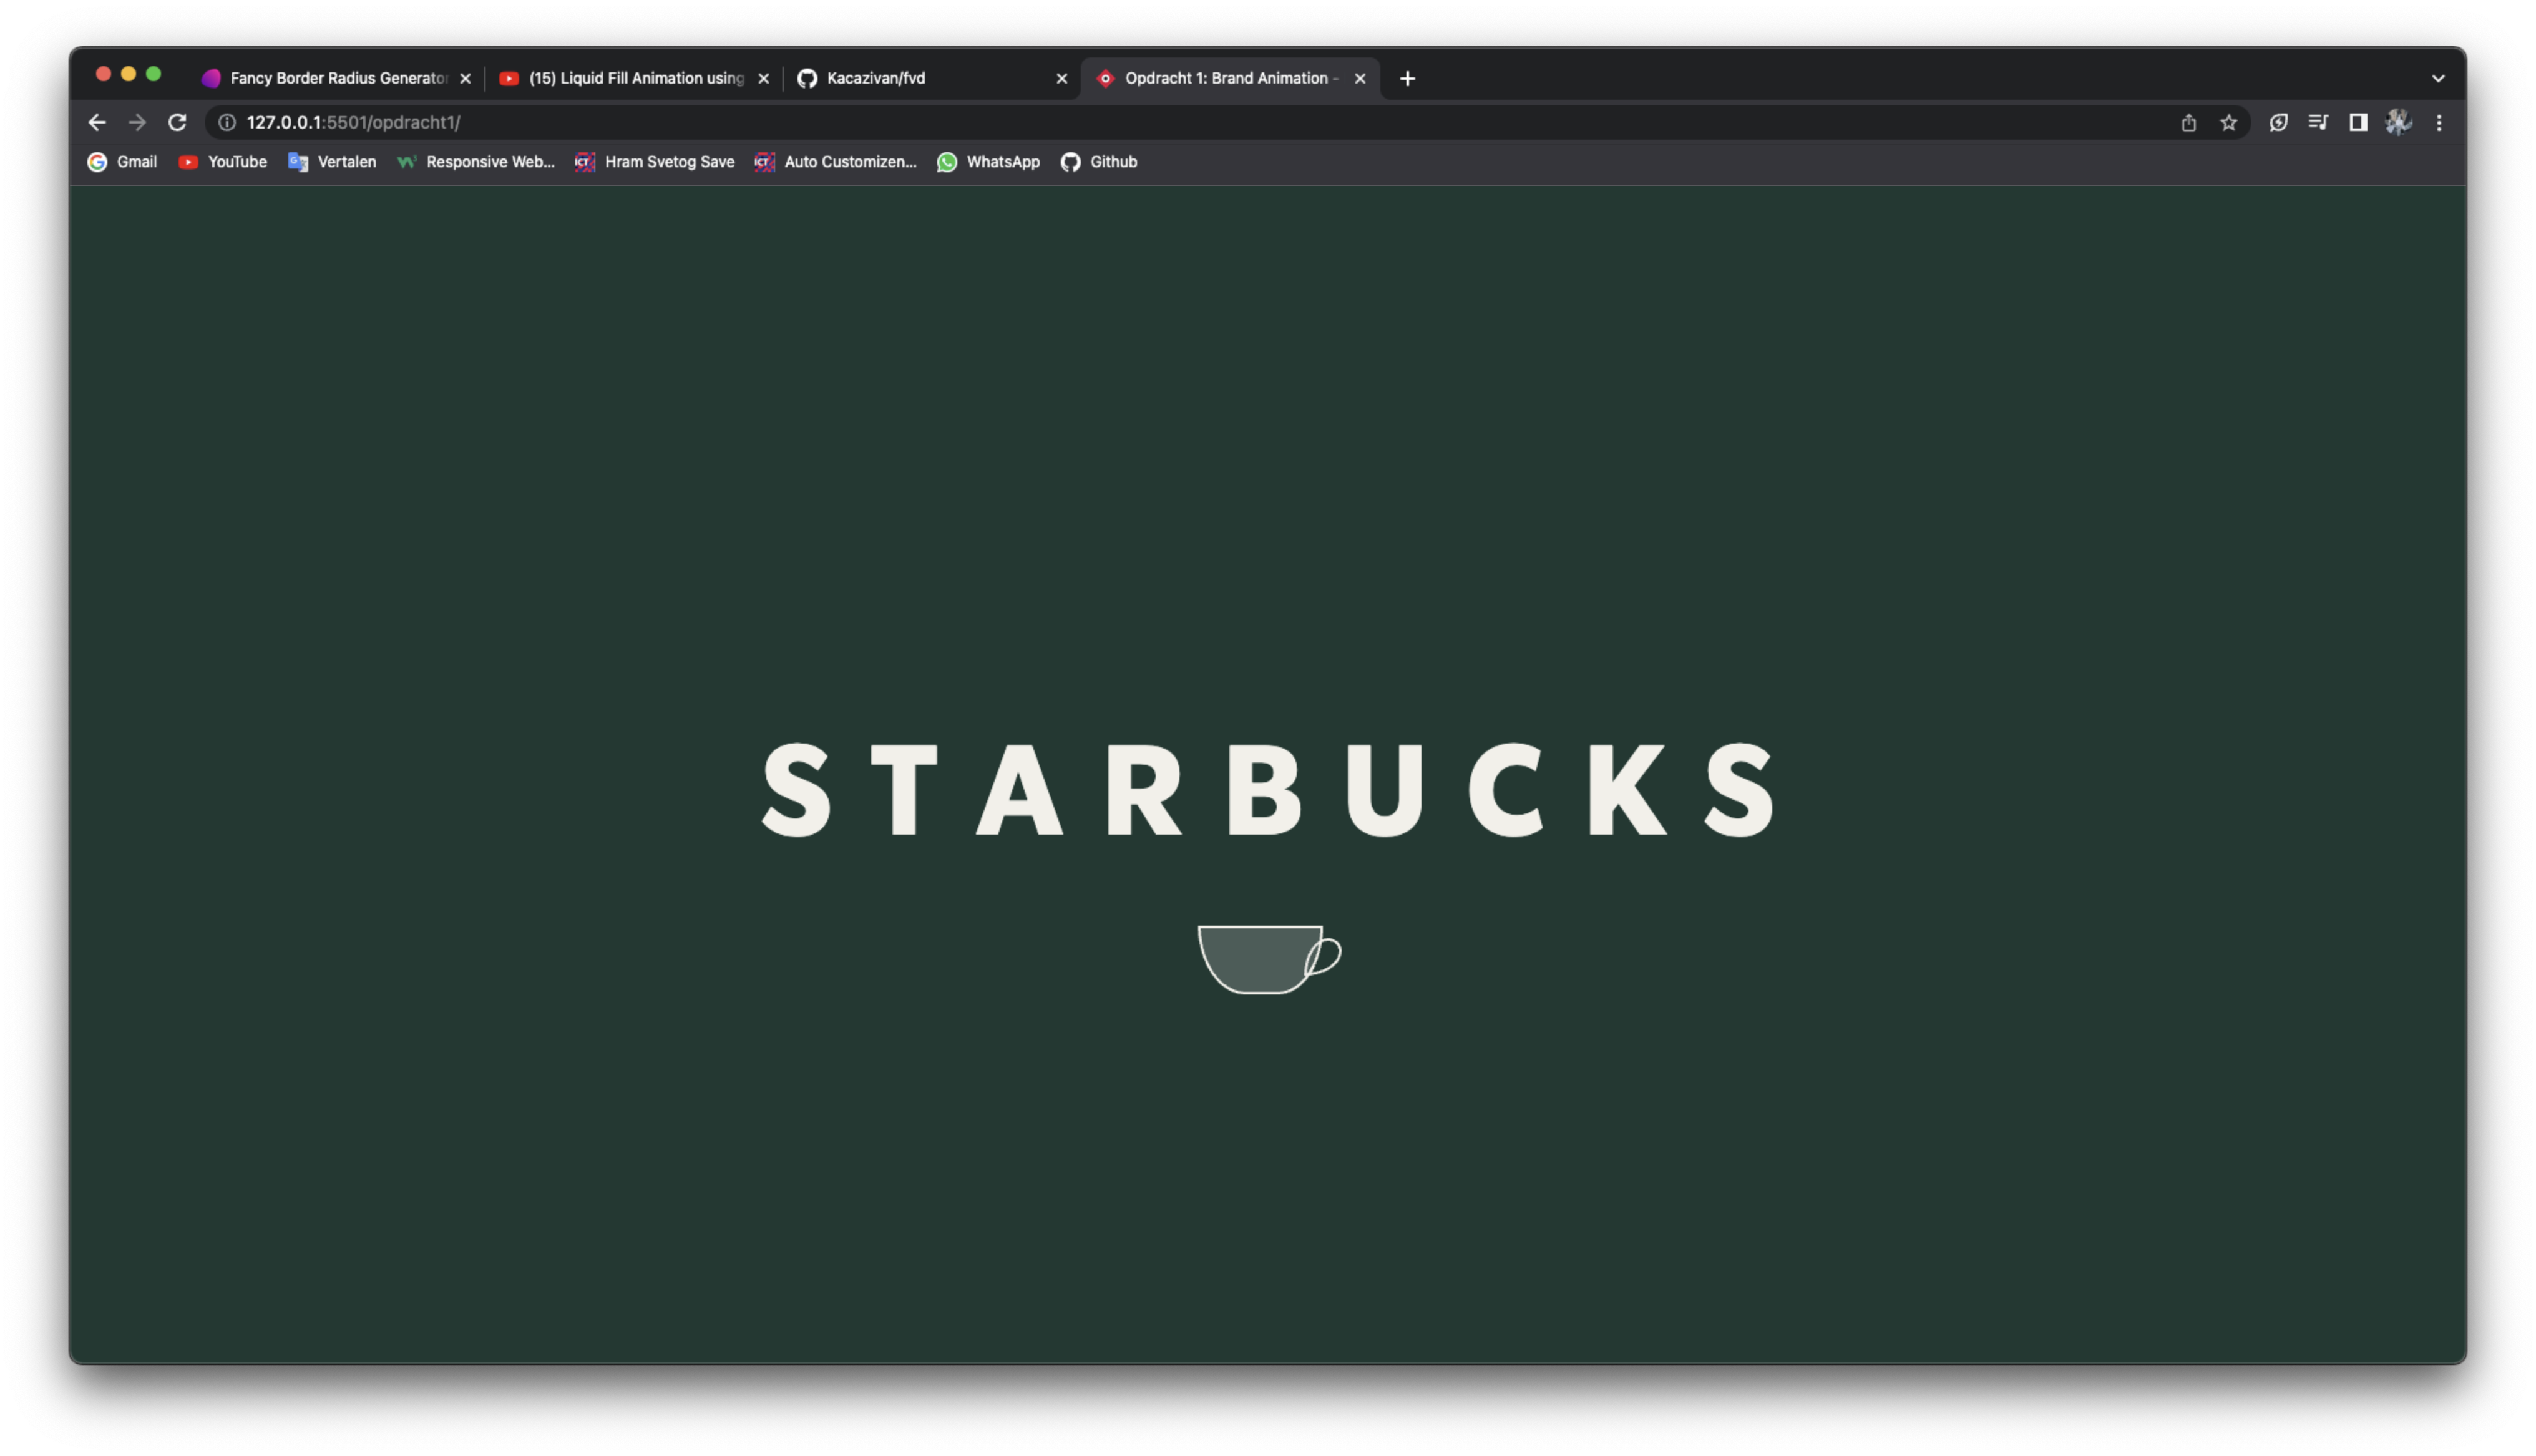 Fancy Border Radius Generator
(15) Liquid Fill Animation using
Kacazivan/fvd
Opdracht 1: Brand Animation -
127.0.0.1:5501/opdracht1/
Gmail YouTube Vertalen Responsive Web... Hram Svetog Save Auto Customizen... WhatsApp Github
STARBUCKS